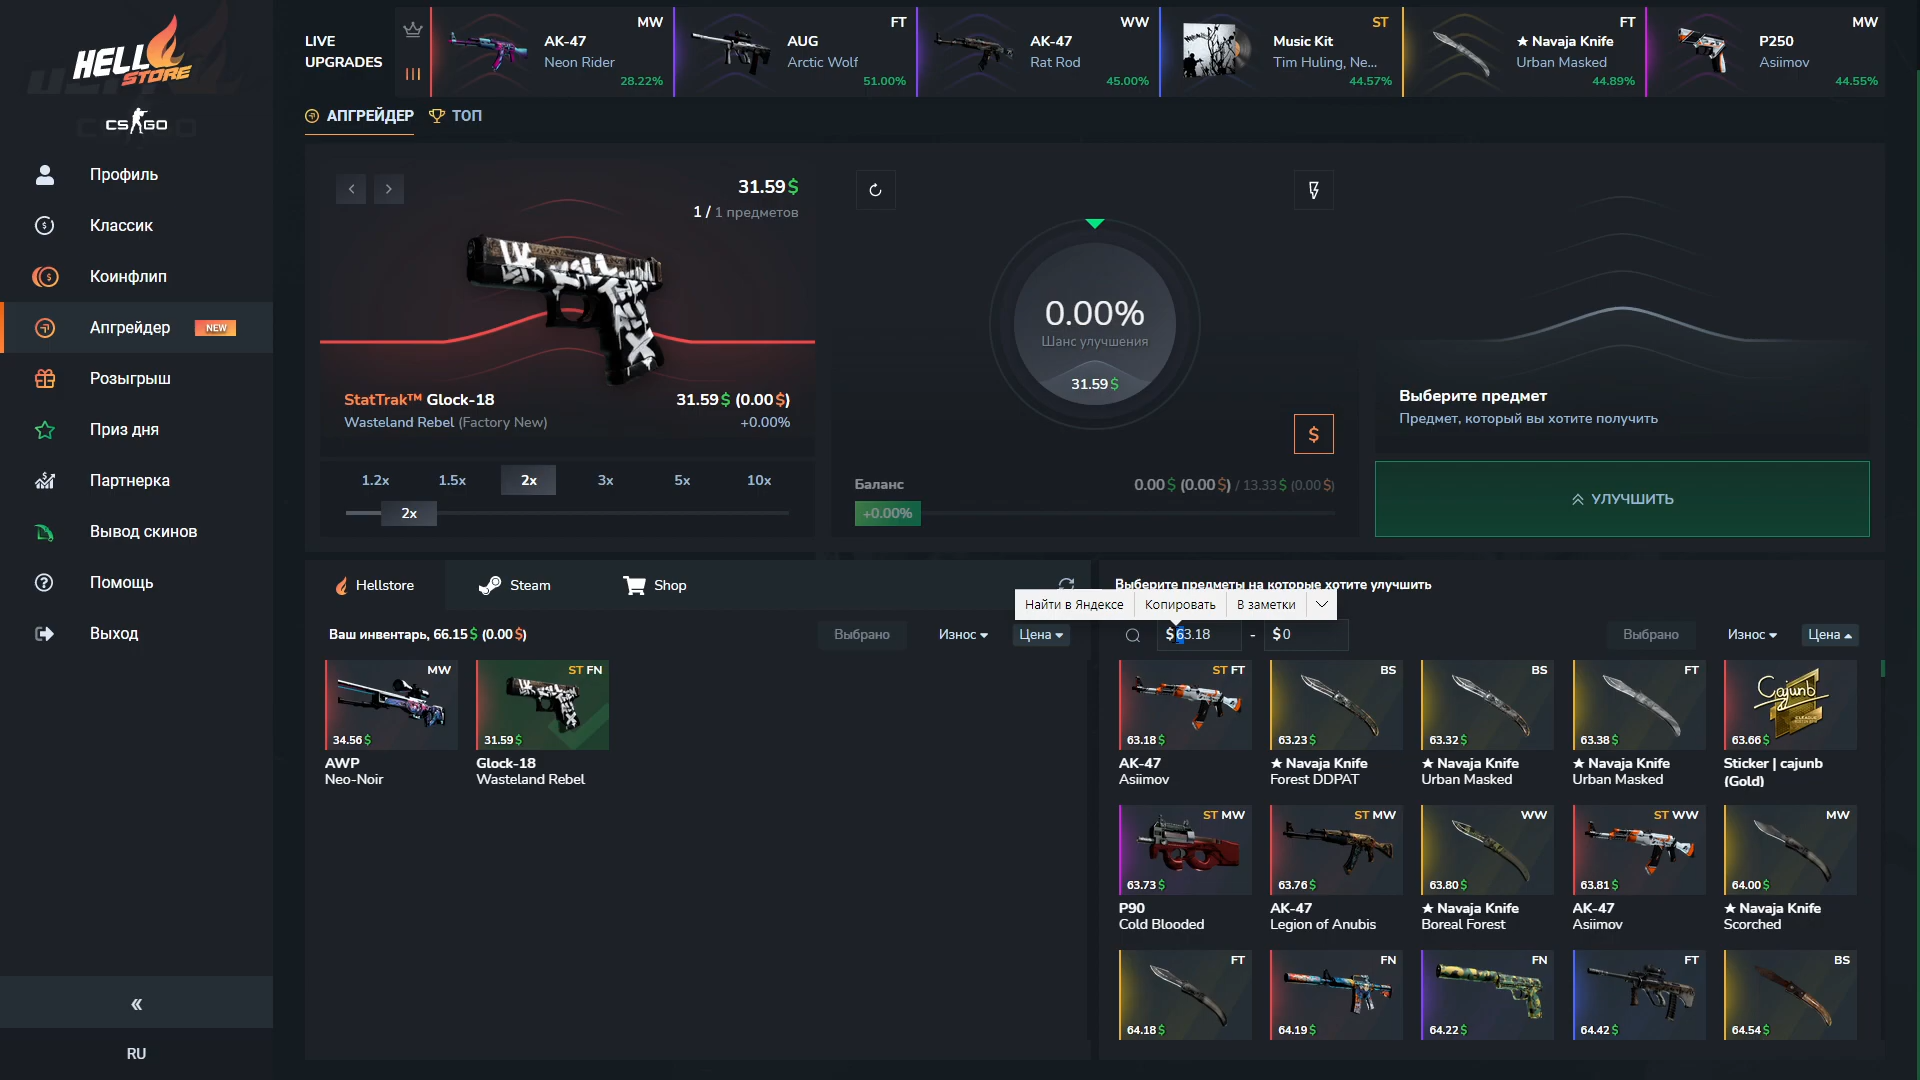 HELL
STORE
CS GO
Профиль
Классик
Коинфлип
Апгрейдер NEW
Розыгрыш
Приз дня
Партнерка
Вывод скинов
Помощь
Выход
«
RU
LIVE
UPGRADES
MW
AK-47
Neon Rider
28.22%
FT
AUG
Arctic Wolf
51.00%
WW
AK-47
Rat Rod
45.00%
ST
Music Kit
Tim Huling, Ne...
44.57%
FT
★ Navaja Knife
Urban Masked
44.89%
MW
P250
Asiimov
44.55%
АПГРЕЙДЕР ТОП
31.59$
1 / 1 предметов
StatTrak™ Glock-18 31.59$ (0.00$)
Wasteland Rebel (Factory New) +0.00%
1.2x 1.5x 2x 3x 5x 10x
2x
0.00%
Шанс улучшения
31.59$
$
Баланс 0.00$ (0.00$) / 13.33$ (0.00$)
+0.00%
Выберите предмет
Предмет, который вы хотите получить
УЛУЧШИТЬ
Hellstore Steam Shop
Ваш инвентарь, 66.15$ (0.00$) Выбрано Износ Цена
MW
34.56$
AWP
Neo-Noir
ST FN
31.59$
Glock-18
Wasteland Rebel
Выберите предметы на которые хотите улучшить
Найти в Яндексе Копировать В заметки
$63.18 - $0 Выбрано Износ Цена
ST FT
63.18$
AK-47
Asiimov
BS
63.23$
★ Navaja Knife
Forest DDPAT
BS
63.32$
★ Navaja Knife
Urban Masked
FT
63.38$
★ Navaja Knife
Urban Masked
Cajunb
63.66$
Sticker | cajunb
(Gold)
ST MW
63.73$
P90
Cold Blooded
ST MW
63.76$
AK-47
Legion of Anubis
WW
63.80$
★ Navaja Knife
Boreal Forest
ST WW
63.81$
AK-47
Asiimov
MW
64.00$
★ Navaja Knife
Scorched
FT
64.18$
FN
64.19$
FN
64.22$
FT
64.42$
BS
64.54$